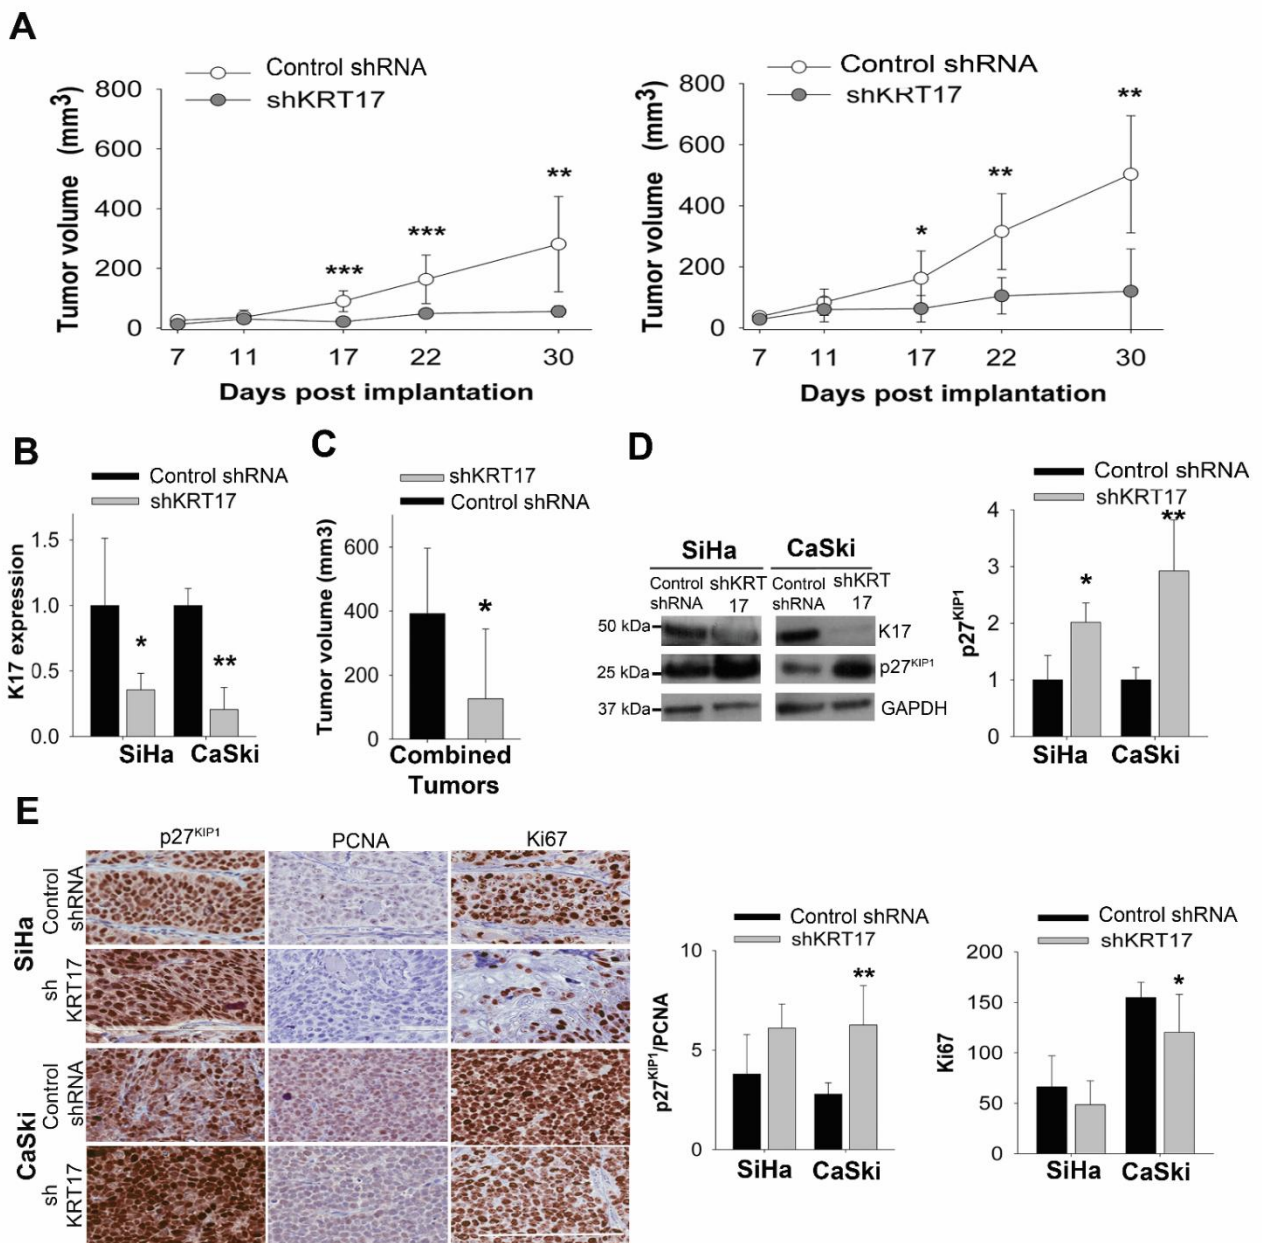 A
Control shRNA
shKRT17
Tumor volume (mm3)
800
600
400
200
0
***
***
**
7 11 17 22 30
Days post implantation
Control shRNA
shKRT17
Tumor volume (mm3)
800
600
400
200
0
*
**
**
7 11 17 22 30
Days post implantation
B
Control shRNA
shKRT17
K17 expression
1.5
1.0
0.5
0.0
*
**
SiHa CaSki
C
shKRT17
Control shRNA
Tumor volume (mm3)
600
400
200
0
*
Combined
Tumors
D
SiHa CaSki
Control shRNA
shKRT 17
Control shRNA
shKRT 17
50 kDa K17
25 kDa p27KIP1
37 kDa GAPDH
Control shRNA
shKRT17
p27KIP1
4
3
2
1
0
*
**
SiHa CaSki
E
p27KIP1 PCNA Ki67
SiHa
Control shRNA
sh KRT17
CaSki
Control shRNA
sh KRT17
Control shRNA
shKRT17
p27KIP1/PCNA
10
5
0
**
SiHa CaSki
Control shRNA
shKRT17
Ki67
200
150
100
50
0
*
SiHa CaSki